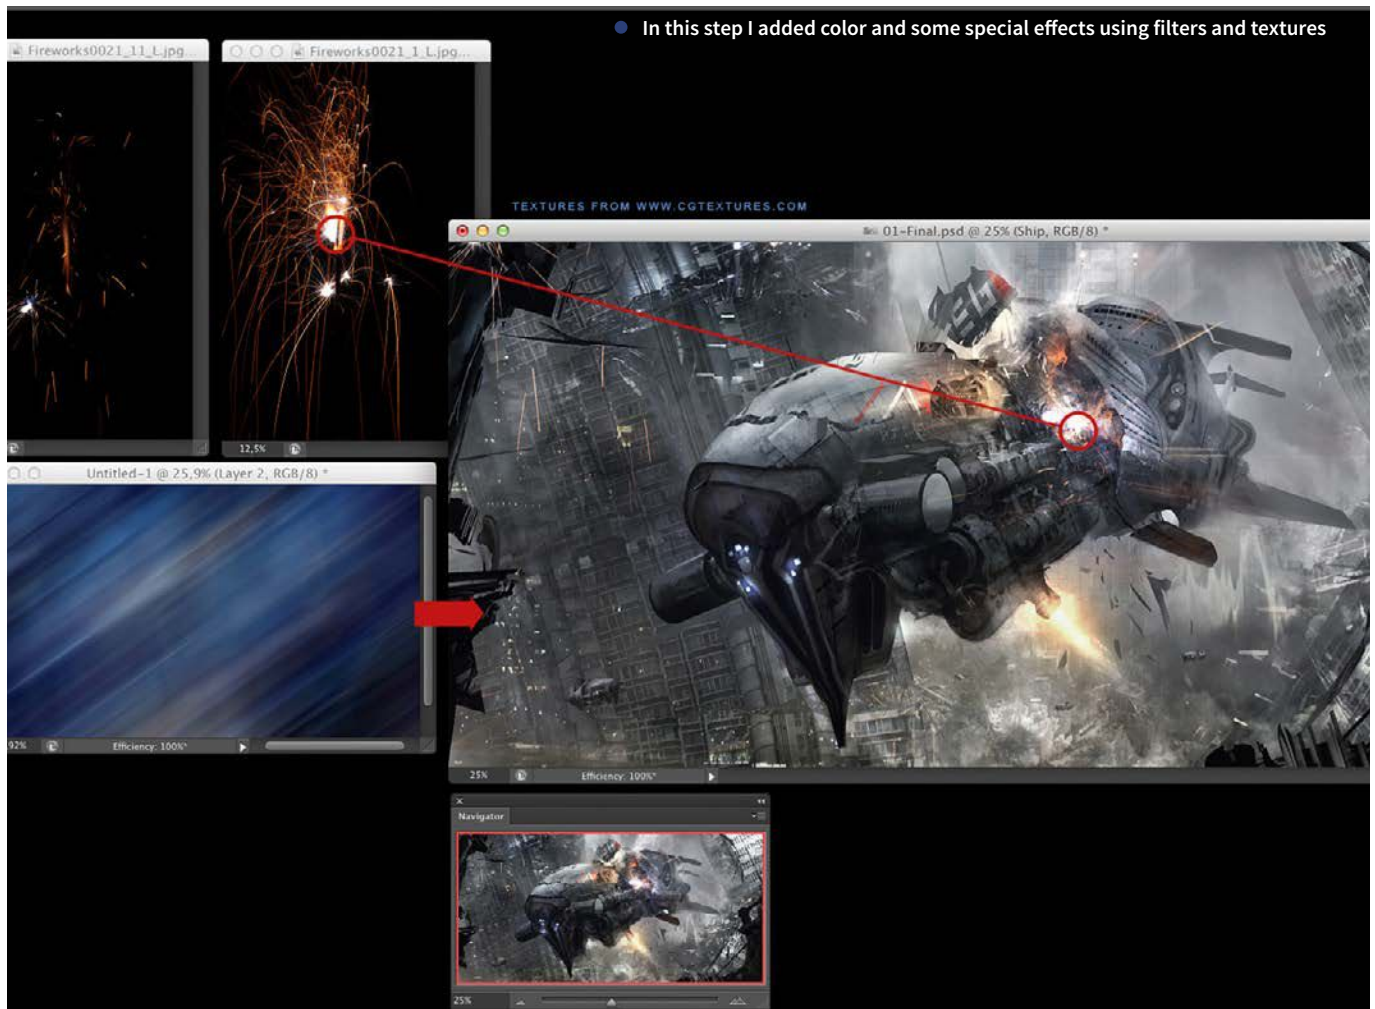 In this step I added color and some special effects using filters and textures
Fireworks0021_11_L.jpg...
Fireworks0021_1_L.jpg...
TEXTURES FROM WWW.CGTEXTURES.COM
01-Final.psd @ 25% (Ship, RGB/8) *
12,5%
Untitled-1 @ 25,9% (Layer 2, RGB/8) *
92%
Efficiency: 100%*
25%
Efficiency: 100%*
Navigator
25%